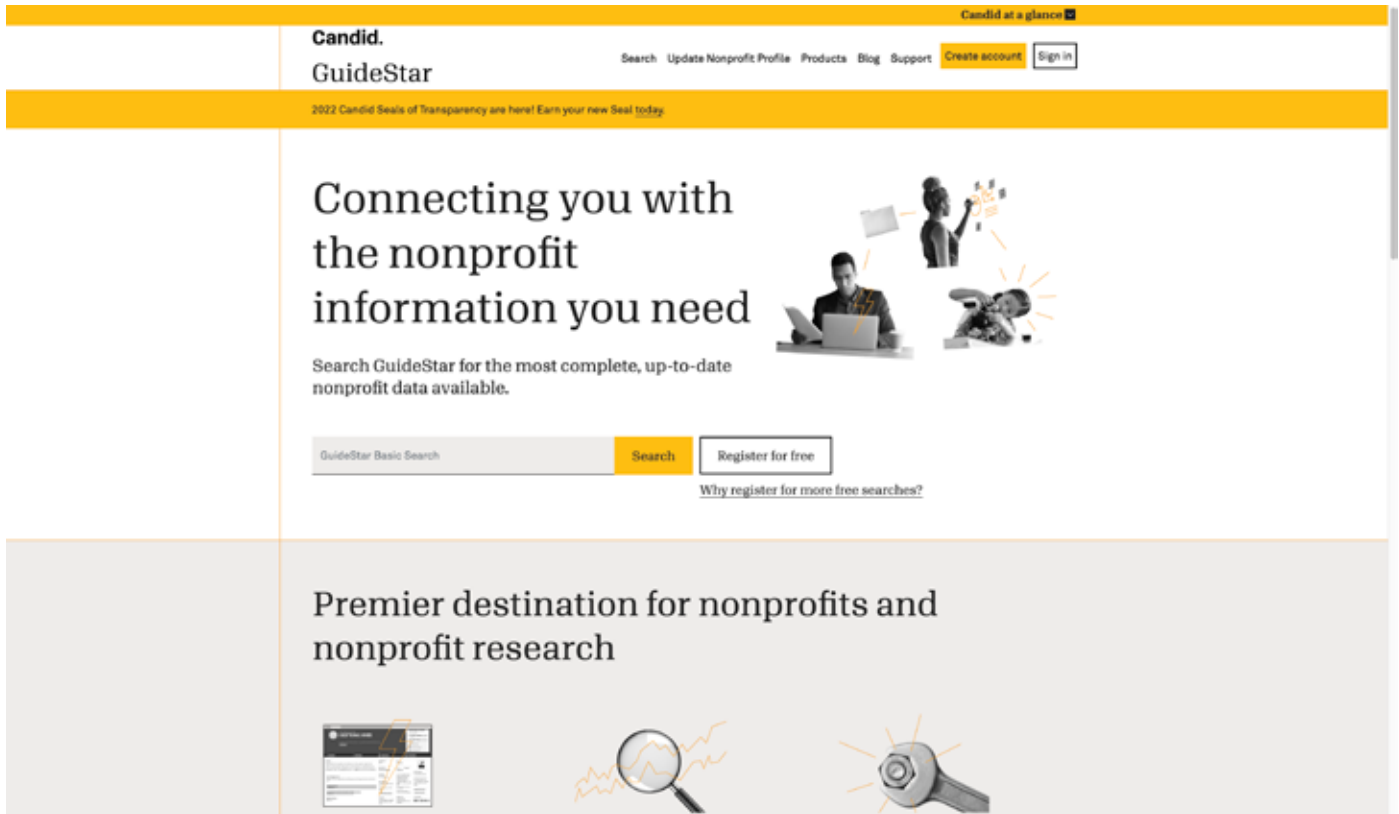 Candid at a glance
Candid.
GuideStar
Search Update Nonprofit Profile Products Blog Support Create account Sign in
2022 Candid Seals of Transparency are here! Earn your new Seal today.
Connecting you with
the nonprofit
information you need
Search GuideStar for the most complete, up-to-date
nonprofit data available.
GuideStar Basic Search Search Register for free
Why register for more free searches?
Premier destination for nonprofits and
nonprofit research